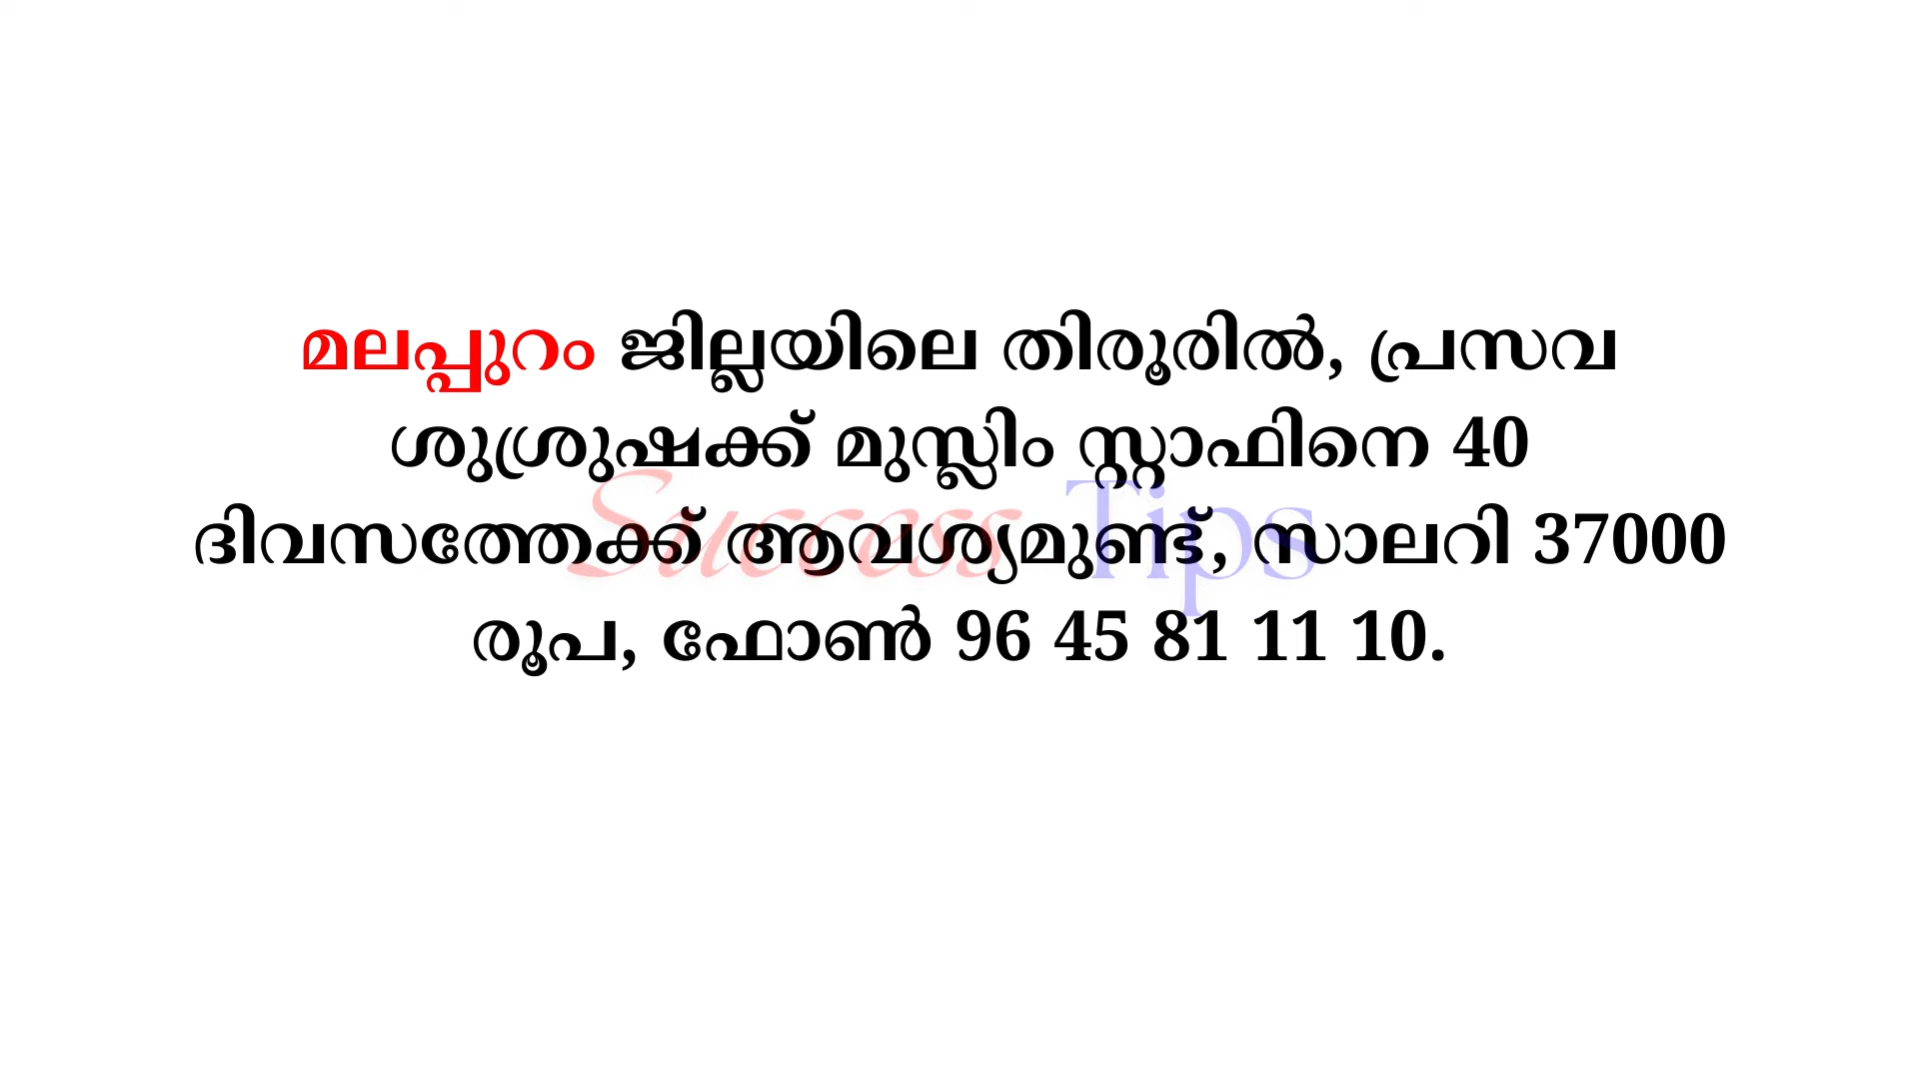 മലപ്പുറം ജില്ലയിലെ തിരൂരിൽ, പ്രസവ
ശുശ്രുഷക്ക് മുസ്ലിം സ്റ്റാഫിനെ 40
ദിവസത്തേക്ക് ആവശ്യമുണ്ട്, സാലറി 37000
രൂപ, ഫോൺ 96 45 81 11 10.
Success Tips